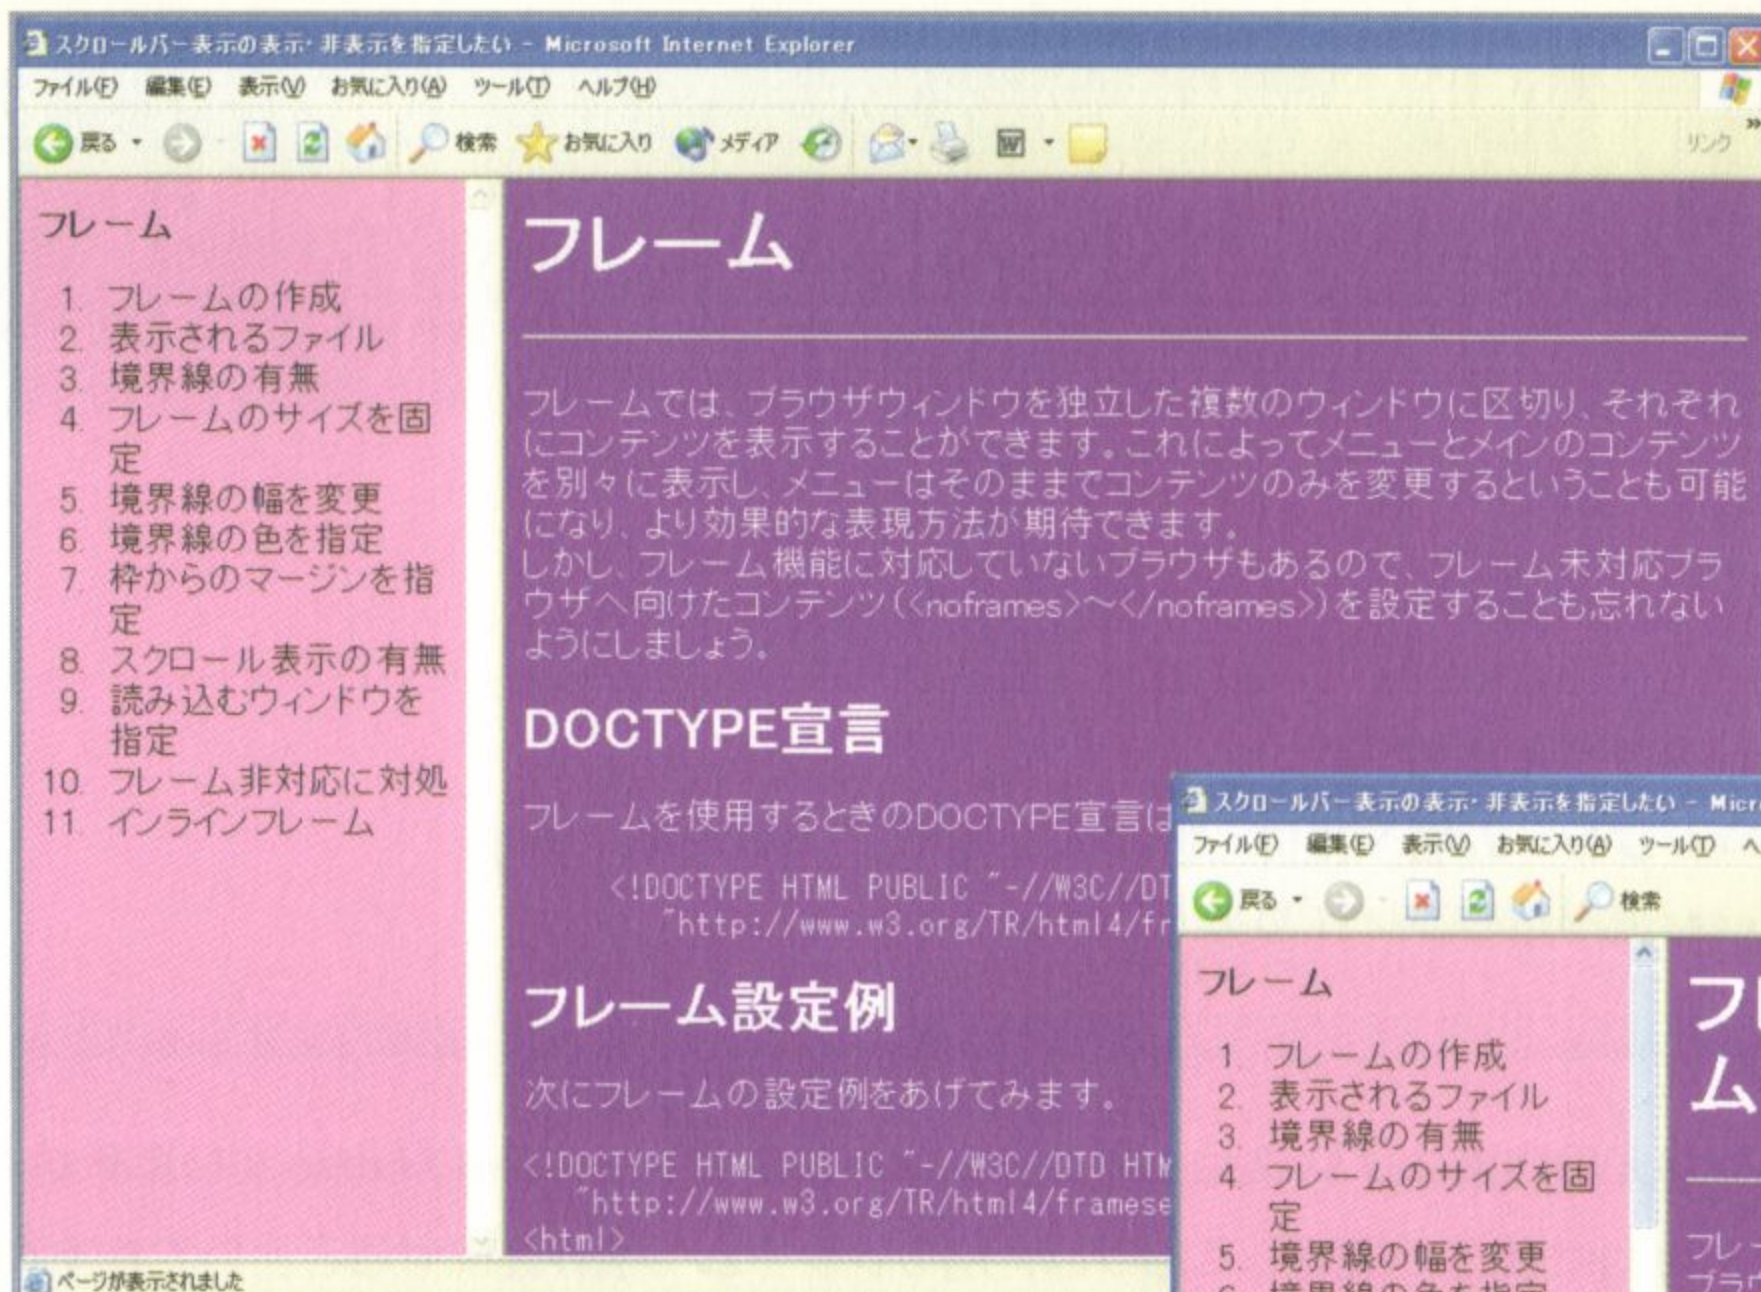 スクロールバー表示の表示・非表示を指定したい - Microsoft Internet Explorer
ファイル(F) 編集(E) 表示(V) お気に入り(A) ツール(T) ヘルプ(H)
戻る 検索 お気に入り メディア リンク »
フレーム
1. フレームの作成
2. 表示されるファイル
3. 境界線の有無
4. フレームのサイズを固
定
5. 境界線の幅を変更
6. 境界線の色を指定
7. 枠からのマージンを指
定
8. スクロール表示の有無
9. 読み込むウィンドウを
指定
10. フレーム非対応に対処
11. インラインフレーム
フレーム
フレームでは、ブラウザウィンドウを独立した複数のウィンドウに区切り、それぞれ
にコンテンツを表示することができます。これによってメニューとメインのコンテンツ
を別々に表示し、メニューはそのままでコンテンツのみを変更するということも可能
になり、より効果的な表現方法が期待できます。
しかし、フレーム機能に対応していないブラウザもあるので、フレーム未対応ブラ
ウザへ向けたコンテンツ(<noframes>～</noframes>)を設定することも忘れない
ようにしましょう。
DOCTYPE宣言
フレームを使用するときのDOCTYPE宣言は
<!DOCTYPE HTML PUBLIC "-//W3C//DT
"http://www.w3.org/TR/html4/fr
フレーム設定例
次にフレームの設定例をあげてみます。
<!DOCTYPE HTML PUBLIC "-//W3C//DTD HTM
"http://www.w3.org/TR/html4/framese
<html>
ページが表示されました
スクロールバー表示の表示・非表示を指定したい - Micr
ファイル(F) 編集(E) 表示(V) お気に入り(A) ツール(T) ヘ
戻る 検索
フレーム
1. フレームの作成
2. 表示されるファイル
3. 境界線の有無
4. フレームのサイズを固
定
5. 境界線の幅を変更
6. 境界線の色を指定
フレ
ム
フレー
ブラウ